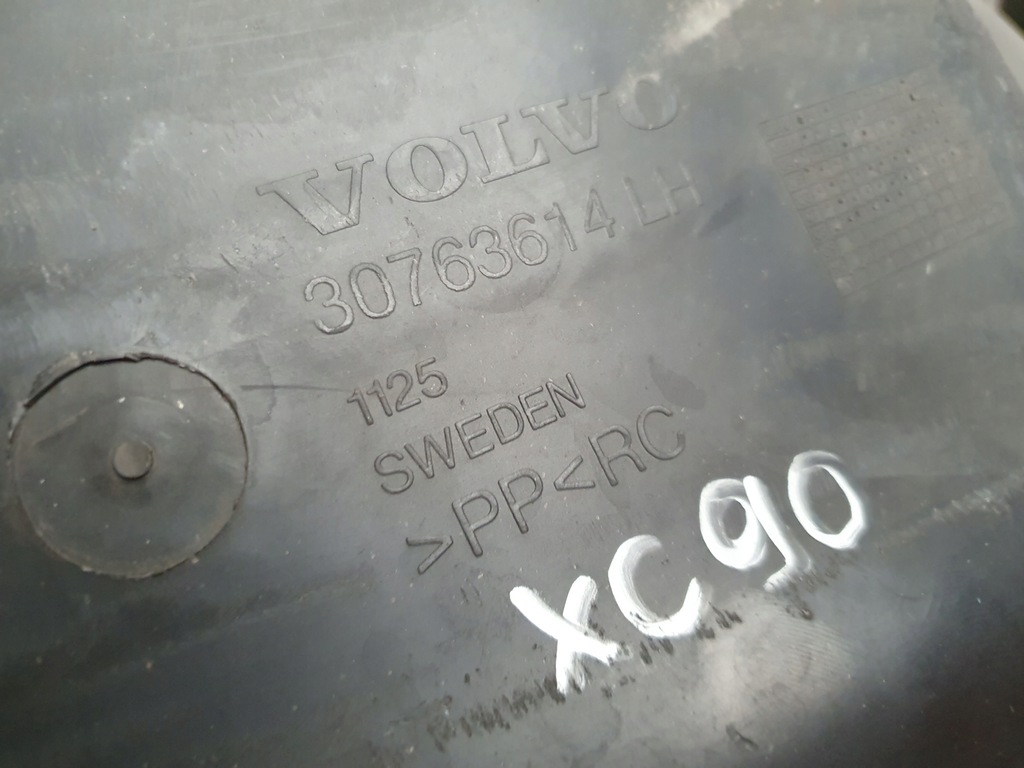 VOLVO
30763614 LH
1125
SWEDEN
>PP< RC
XC90